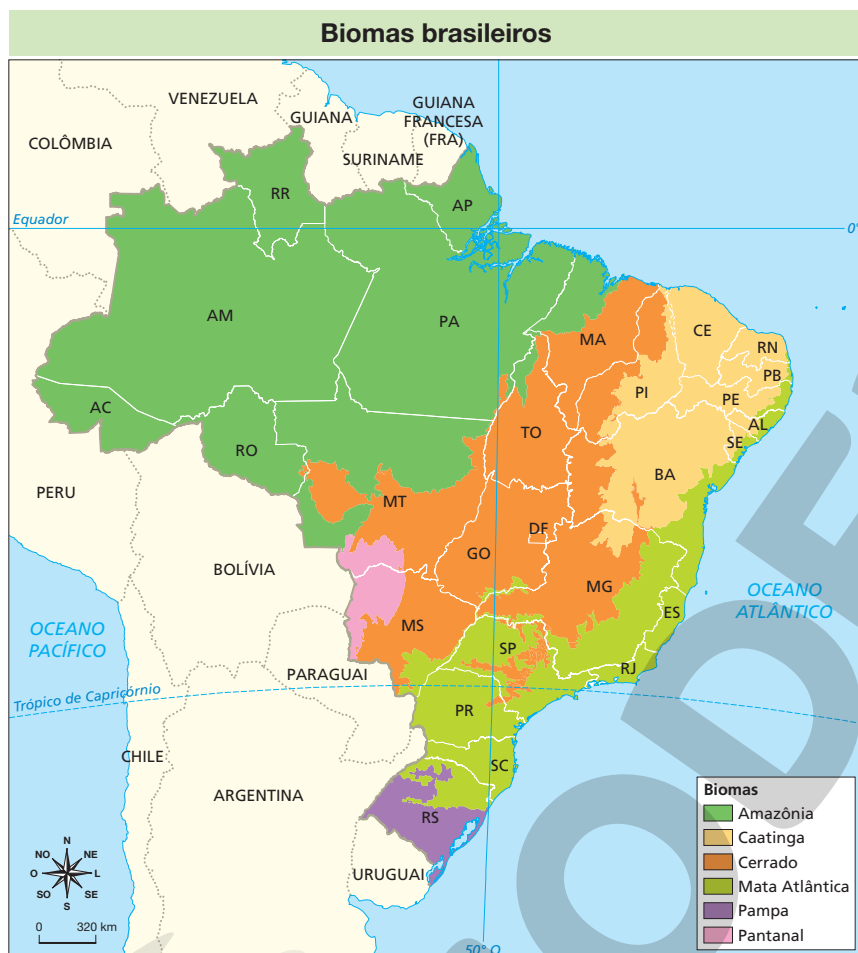 Biomas brasileiros
VENEZUELA
GUIANA
GUIANA
FRANCESA
(FRA)
COLÔMBIA
SURINAME
RR
AP
Equador
0°
AM
PA
MA
CE
RN
PB
PI
PE
AL
SE
AC
RO
TO
BA
PERU
MT
DF
GO
BOLÍVIA
MG
ES
OCEANO
ATLÂNTICO
OCEANO
PACÍFICO
MS
SP
RJ
PARAGUAI
Trópico de Capricórnio
PR
CHILE
SC
ARGENTINA
RS
URUGUAI
N
NO
NE
O
L
SO
SE
S
0
320 km
50° O
Biomas
Amazônia
Caatinga
Cerrado
Mata Atlântica
Pampa
Pantanal